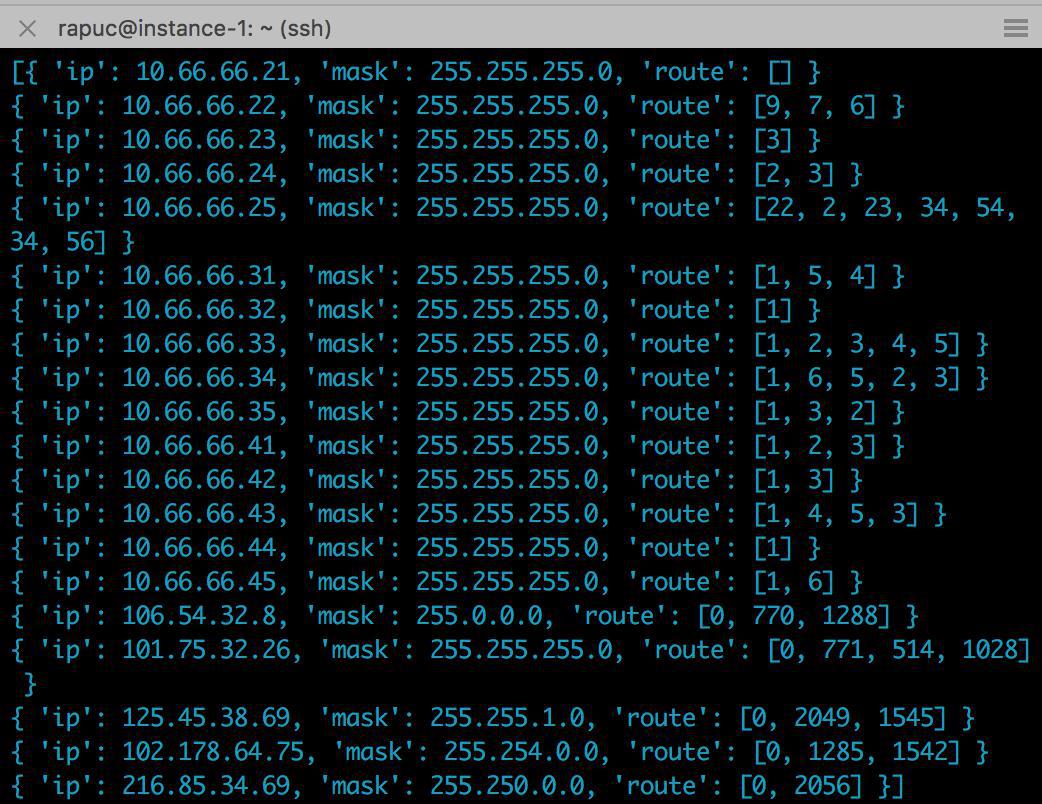 rapuc@instance-1: ~ (ssh)
[{ 'ip': 10.66.66.21, 'mask': 255.255.255.0, 'route': [] }
{ 'ip': 10.66.66.22, 'mask': 255.255.255.0, 'route': [9, 7, 6] }
{ 'ip': 10.66.66.23, 'mask': 255.255.255.0, 'route': [3] }
{ 'ip': 10.66.66.24, 'mask': 255.255.255.0, 'route': [2, 3] }
{ 'ip': 10.66.66.25, 'mask': 255.255.255.0, 'route': [22, 2, 23, 34, 54,
34, 56] }
{ 'ip': 10.66.66.31, 'mask': 255.255.255.0, 'route': [1, 5, 4] }
{ 'ip': 10.66.66.32, 'mask': 255.255.255.0, 'route': [1] }
{ 'ip': 10.66.66.33, 'mask': 255.255.255.0, 'route': [1, 2, 3, 4, 5] }
{ 'ip': 10.66.66.34, 'mask': 255.255.255.0, 'route': [1, 6, 5, 2, 3] }
{ 'ip': 10.66.66.35, 'mask': 255.255.255.0, 'route': [1, 3, 2] }
{ 'ip': 10.66.66.41, 'mask': 255.255.255.0, 'route': [1, 2, 3] }
{ 'ip': 10.66.66.42, 'mask': 255.255.255.0, 'route': [1, 3] }
{ 'ip': 10.66.66.43, 'mask': 255.255.255.0, 'route': [1, 4, 5, 3] }
{ 'ip': 10.66.66.44, 'mask': 255.255.255.0, 'route': [1] }
{ 'ip': 10.66.66.45, 'mask': 255.255.255.0, 'route': [1, 6] }
{ 'ip': 106.54.32.8, 'mask': 255.0.0.0, 'route': [0, 770, 1288] }
{ 'ip': 101.75.32.26, 'mask': 255.255.255.0, 'route': [0, 771, 514, 1028]
 }
{ 'ip': 125.45.38.69, 'mask': 255.255.1.0, 'route': [0, 2049, 1545] }
{ 'ip': 102.178.64.75, 'mask': 255.254.0.0, 'route': [0, 1285, 1542] }
{ 'ip': 216.85.34.69, 'mask': 255.250.0.0, 'route': [0, 2056] }]